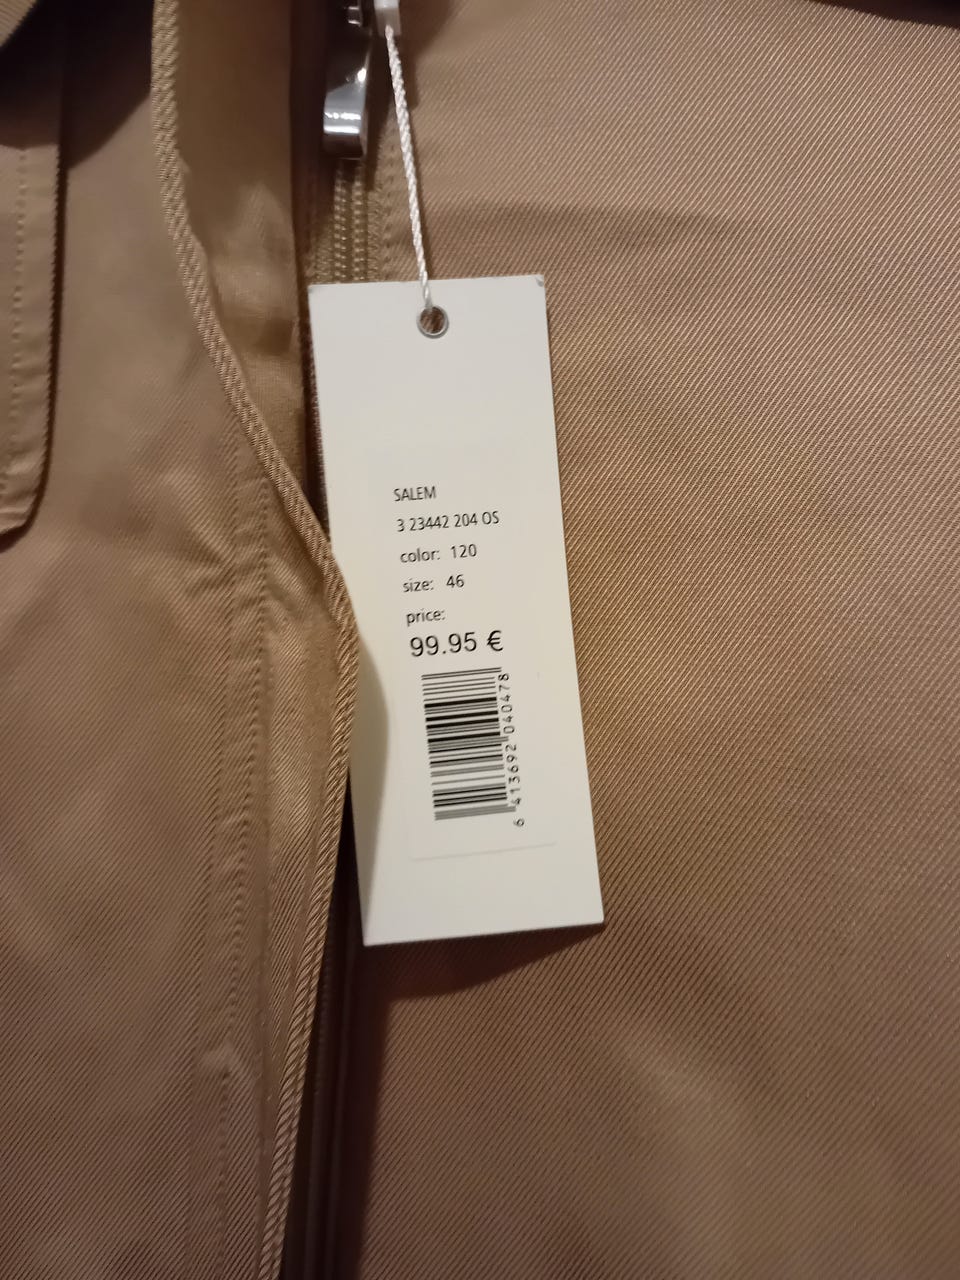 SALEM
3 23442 204 OS
color: 120
size: 46
price:
99.95 €
6 413692 040478